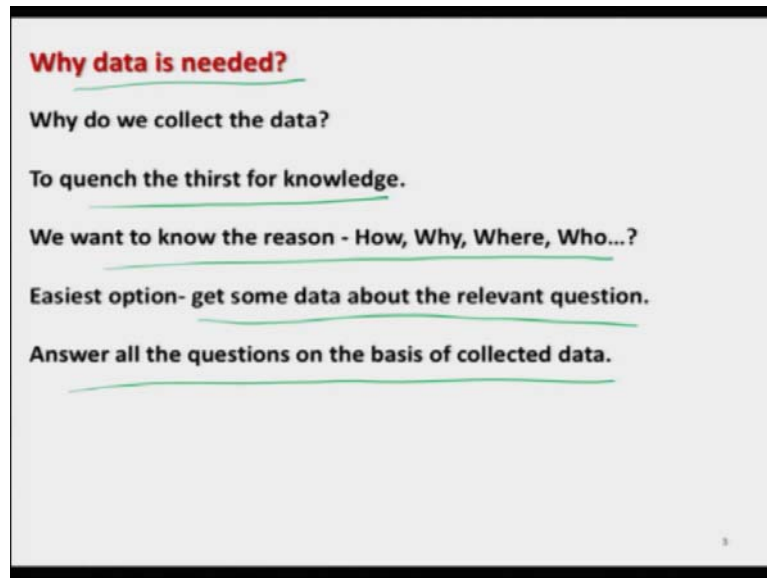 Why data is needed?
Why do we collect the data?
To quench the thirst for knowledge.
We want to know the reason - How, Why, Where, Who...?
Easiest option- get some data about the relevant question.
Answer all the questions on the basis of collected data.